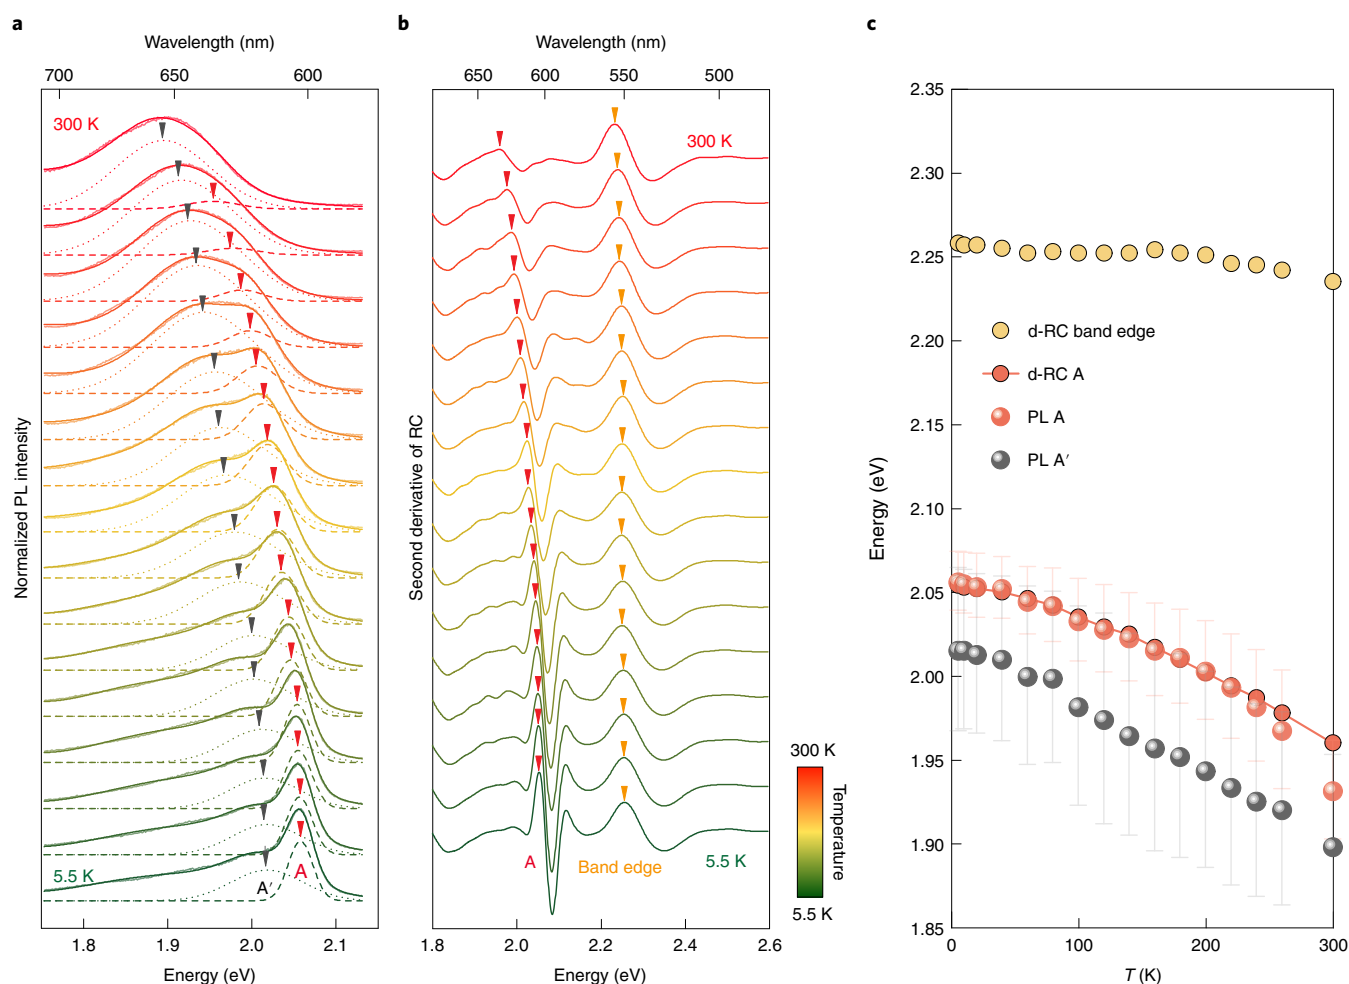 a
Wavelength (nm)
700 650 600
300 K
Normalized PL intensity
5.5 K
A′
A
1.8 1.9 2.0 2.1
Energy (eV)
b
Wavelength (nm)
650 600 550 500
300 K
Second derivative of RC
A
Band edge
5.5 K
1.8 2.0 2.2 2.4 2.6
Energy (eV)
300 K
Temperature
5.5 K
c
2.35
2.30
2.25
2.20
2.15
2.10
2.05
2.00
1.95
1.90
1.85
Energy (eV)
d-RC band edge
d-RC A
PL A
PL A′
0 100 200 300
T (K)